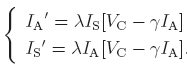 I_A′ = λI_S[V_C − γI_A]
I_S′ = λI_A[V_C − γI_A].